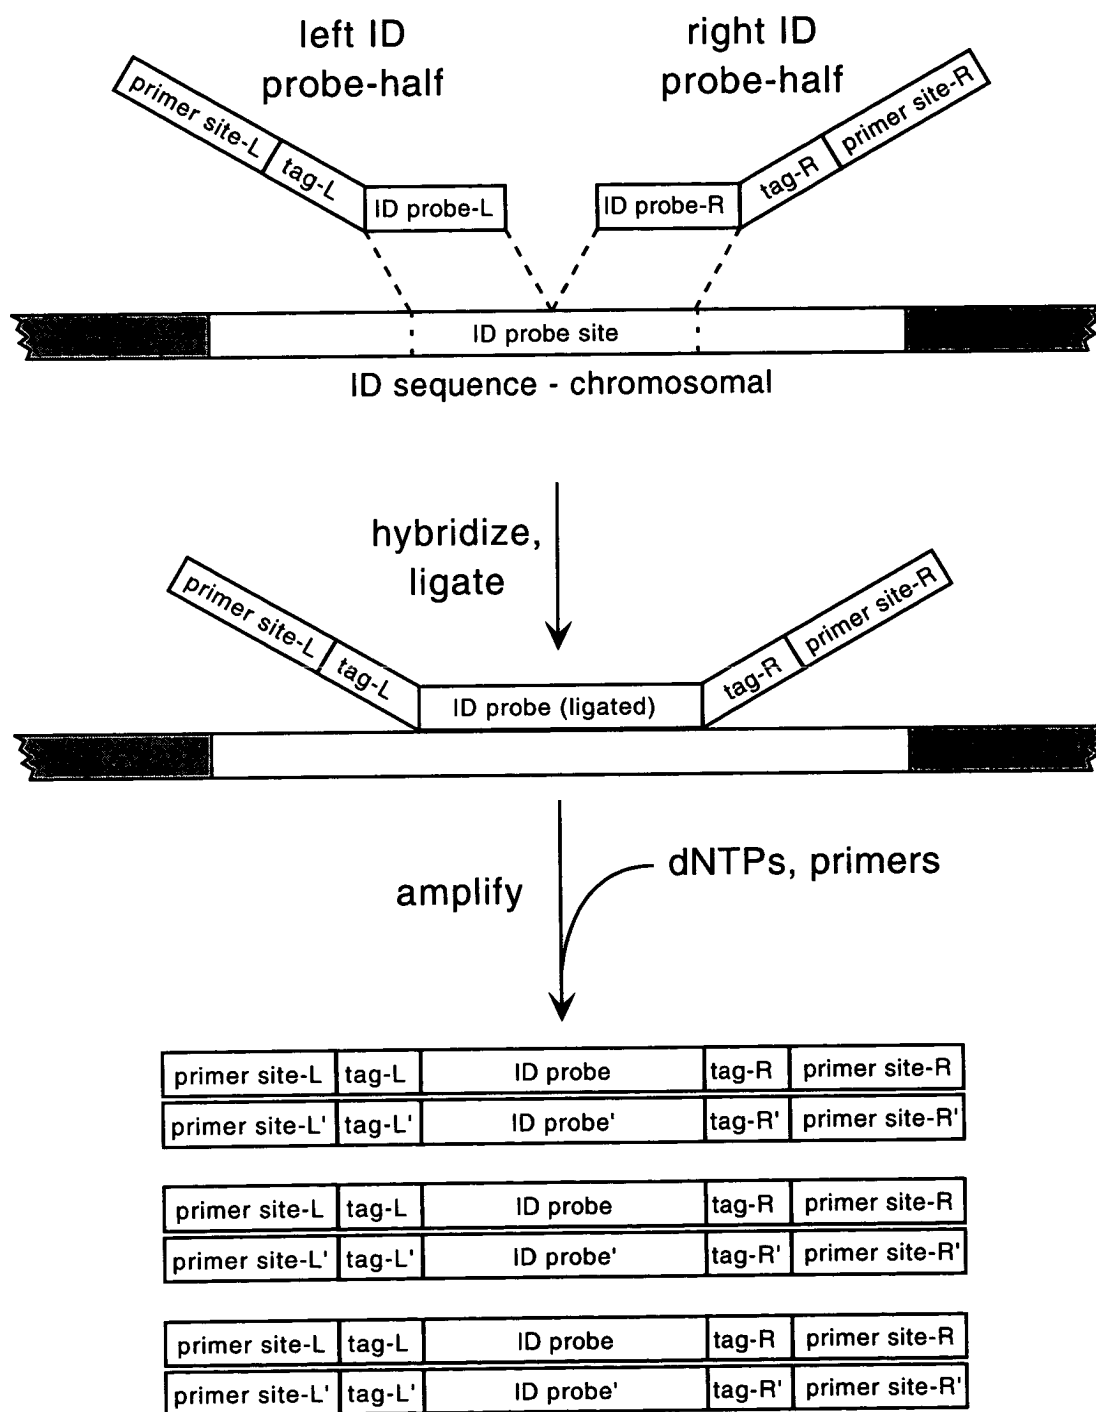 left ID
probe-half
right ID
probe-half
primer site-L
tag-L
ID probe-L
ID probe-R
tag-R
primer site-R
ID probe site
ID sequence - chromosomal
hybridize,
ligate
primer site-L
tag-L
ID probe (ligated)
tag-R
primer site-R
amplify
dNTPs, primers
primer site-L tag-L ID probe tag-R primer site-R
primer site-L' tag-L' ID probe' tag-R' primer site-R'
primer site-L tag-L ID probe tag-R primer site-R
primer site-L' tag-L' ID probe' tag-R' primer site-R'
primer site-L tag-L ID probe tag-R primer site-R
primer site-L' tag-L' ID probe' tag-R' primer site-R'